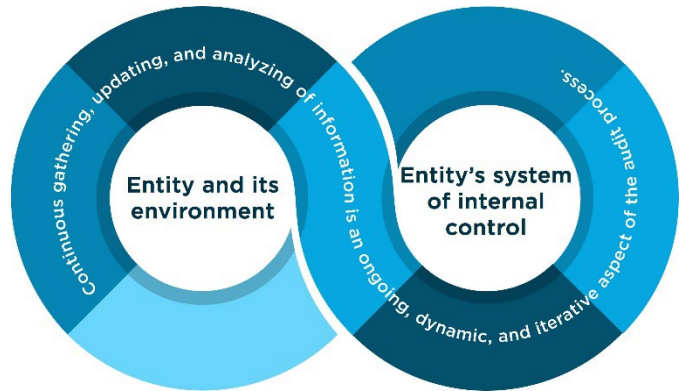 Continuous gathering, updating, and analyzing of information is an ongoing, dynamic, and iterative aspect of the audit process.
Entity and its
environment
Entity’s system
of internal
control